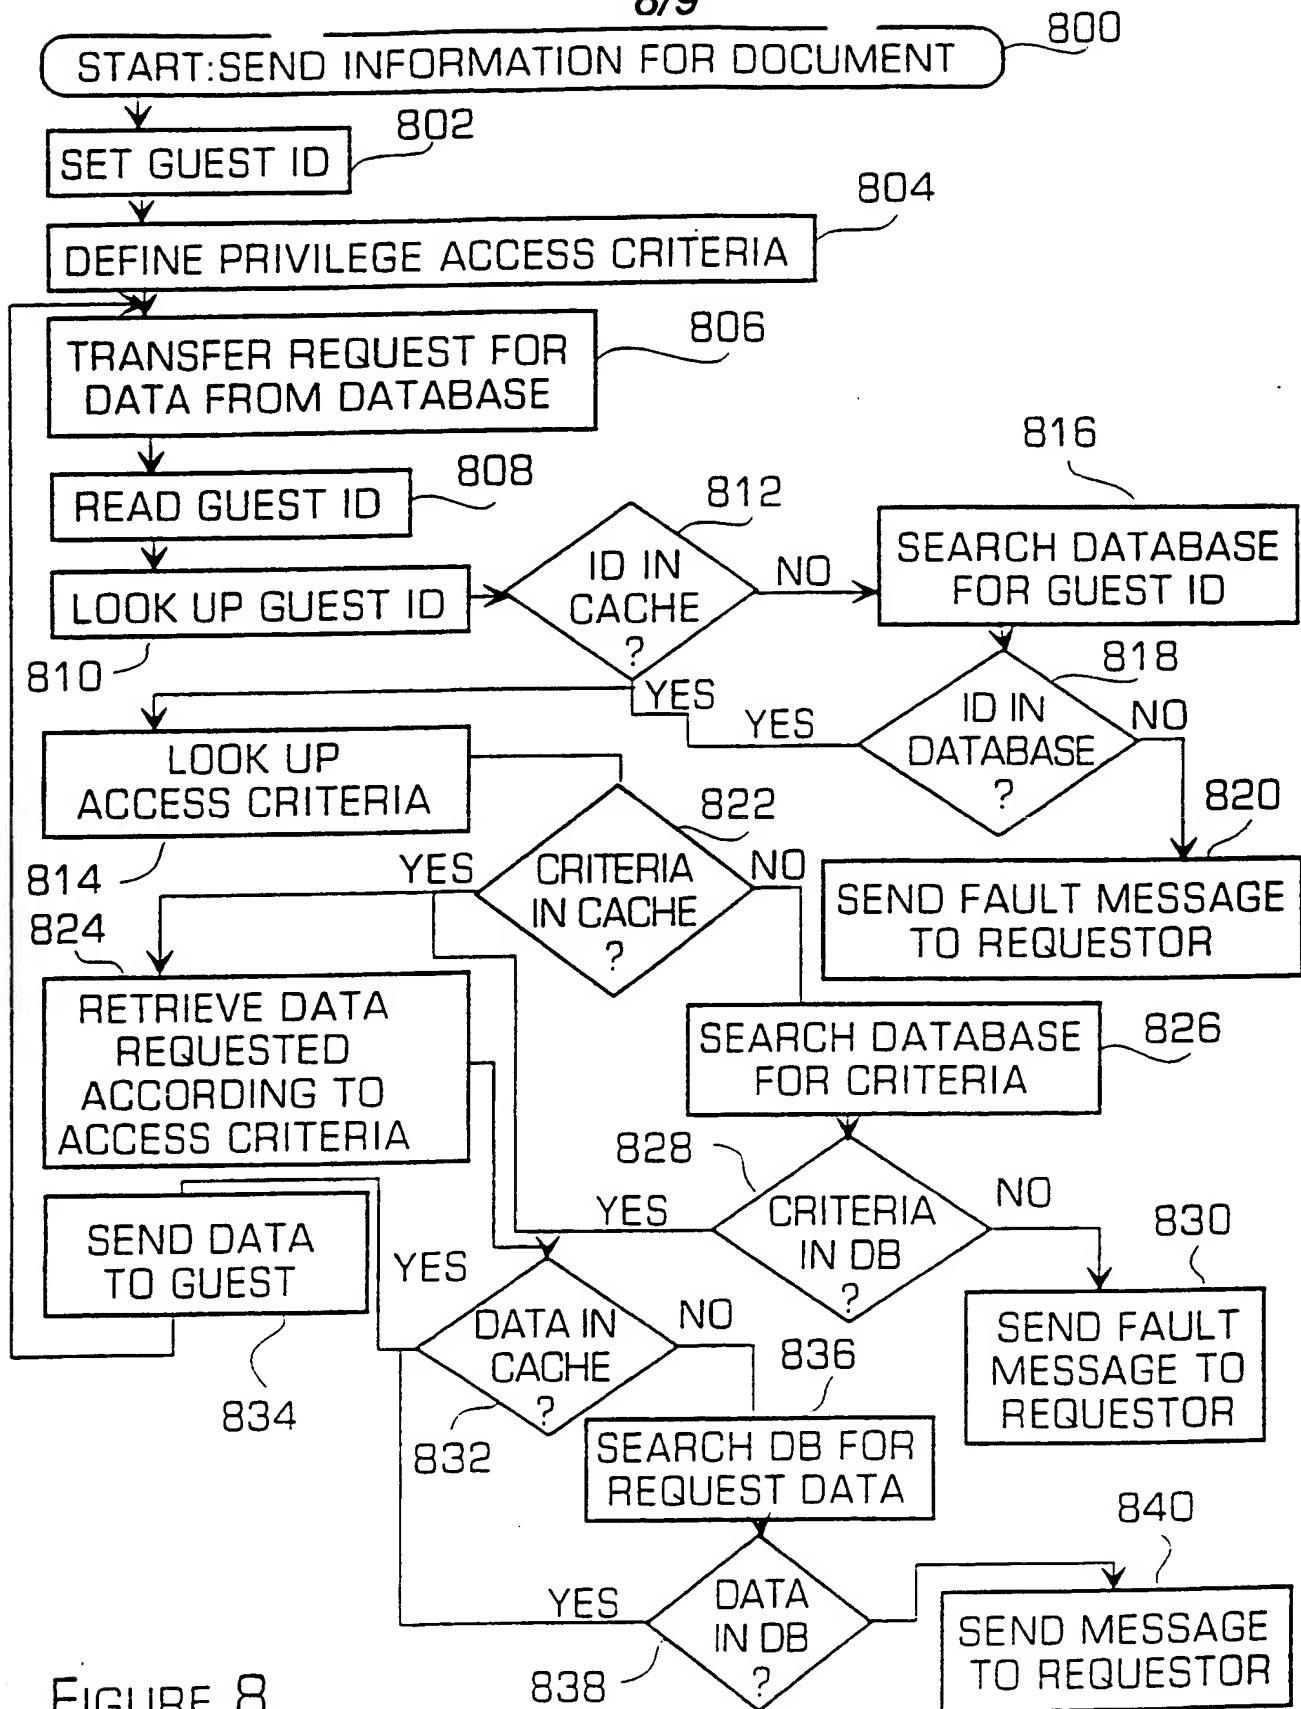 8/9
START:SEND INFORMATION FOR DOCUMENT
800
802
SET GUEST ID
804
DEFINE PRIVILEGE ACCESS CRITERIA
806
TRANSFER REQUEST FOR
DATA FROM DATABASE
808
READ GUEST ID
810
LOOK UP GUEST ID
812
ID IN
CACHE
?
NO
YES
816
SEARCH DATABASE
FOR GUEST ID
818
ID IN
DATABASE
?
YES
NO
820
SEND FAULT MESSAGE
TO REQUESTOR
LOOK UP
ACCESS CRITERIA
814
822
CRITERIA
IN CACHE
?
YES
NO
824
RETRIEVE DATA
REQUESTED
ACCORDING TO
ACCESS CRITERIA
826
SEARCH DATABASE
FOR CRITERIA
828
CRITERIA
IN DB
?
YES
NO
830
SEND FAULT
MESSAGE TO
REQUESTOR
SEND DATA
TO GUEST
834
YES
DATA IN
CACHE
?
NO
832
836
SEARCH DB FOR
REQUEST DATA
YES
DATA
IN DB
?
838
840
SEND MESSAGE
TO REQUESTOR
FIGURE 8